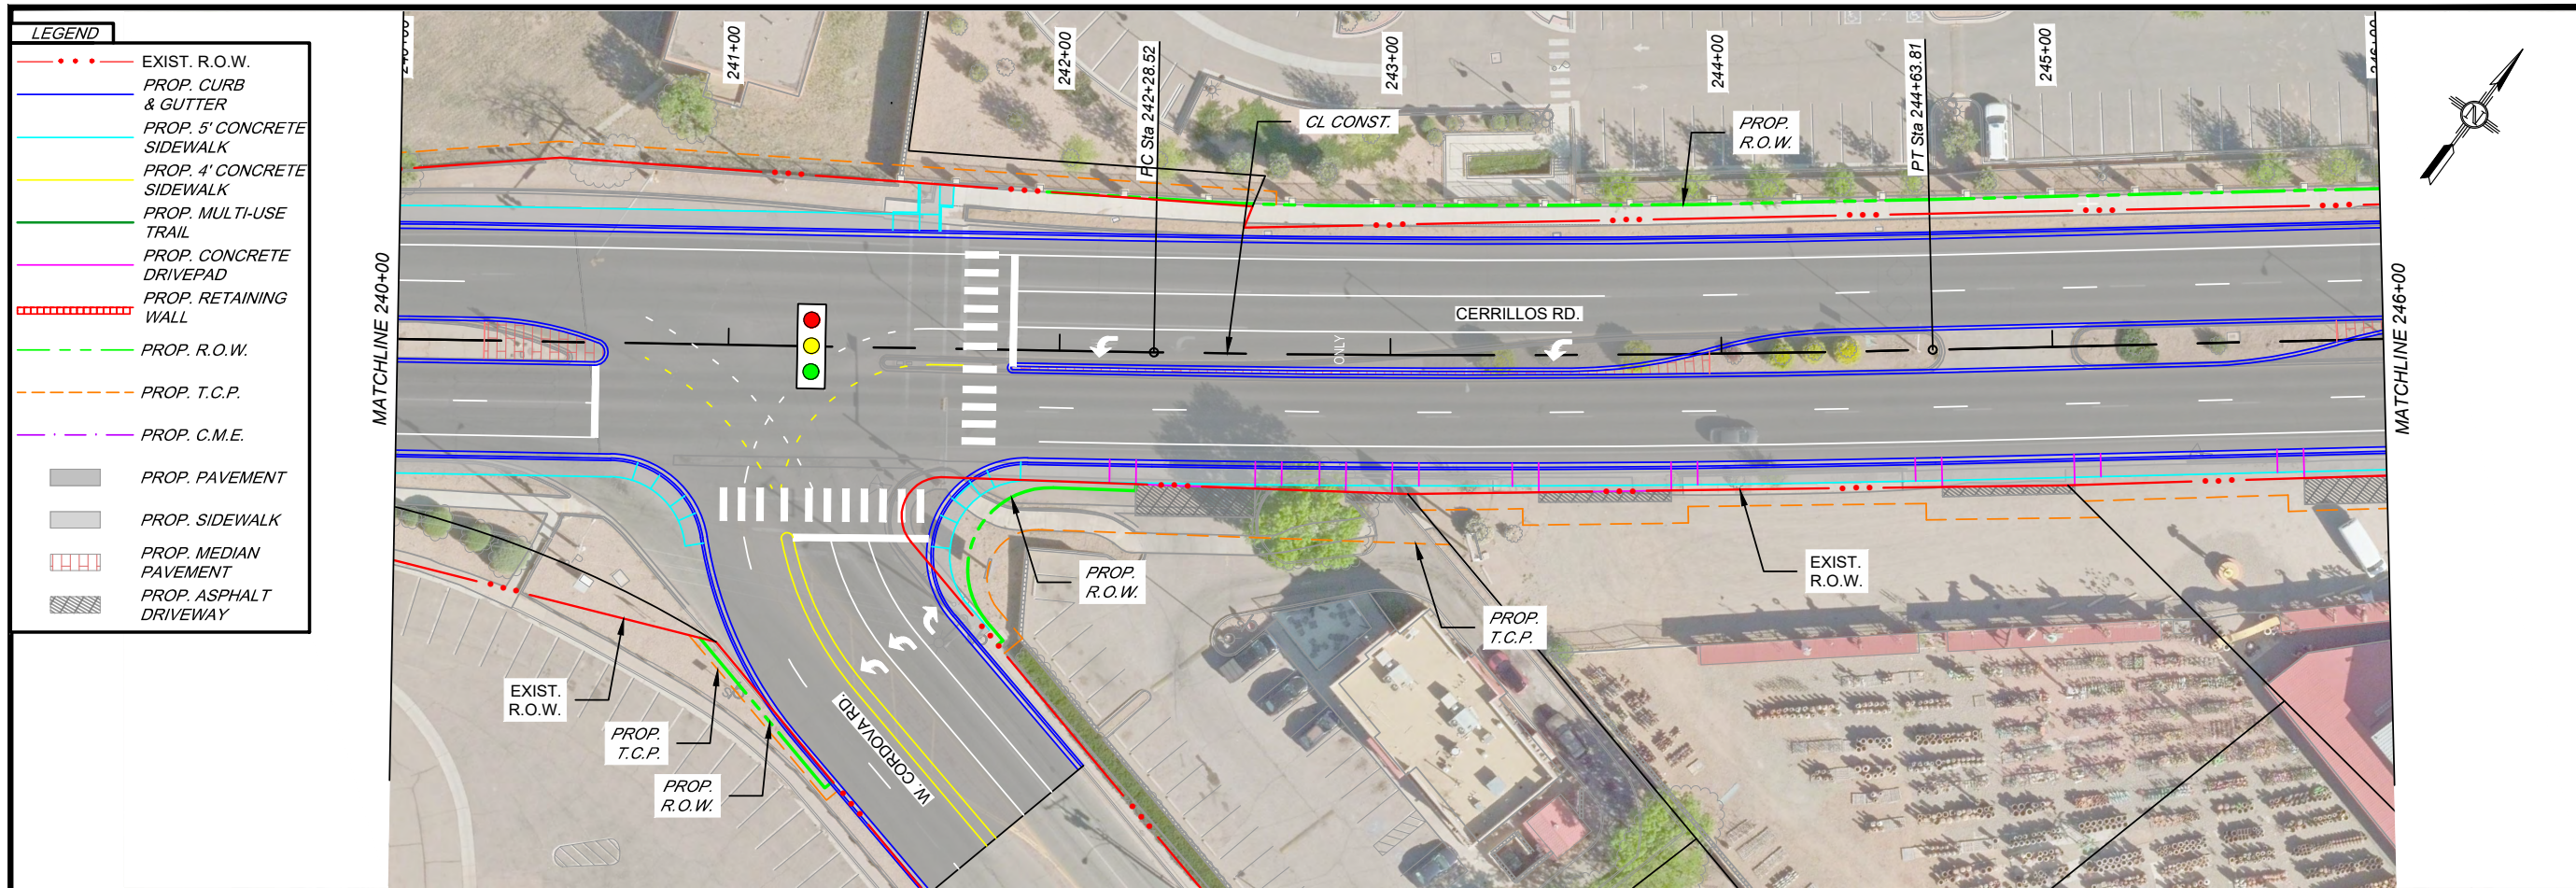 LEGEND
EXIST. R.O.W.
PROP. CURB
& GUTTER
PROP. 5' CONCRETE
SIDEWALK
PROP. 4' CONCRETE
SIDEWALK
PROP. MULTI-USE
TRAIL
PROP. CONCRETE
DRIVEPAD
PROP. RETAINING
WALL
PROP. R.O.W.
PROP. T.C.P.
PROP. C.M.E.
PROP. PAVEMENT
PROP. SIDEWALK
PROP. MEDIAN
PAVEMENT
PROP. ASPHALT
DRIVEWAY
MATCHLINE 240+00
241+00
242+00
PC Sta 242+28.52
243+00
244+00
PT Sta 244+63.81
245+00
CL CONST.
PROP.
R.O.W.
N
MATCHLINE 246+00
CERRILLOS RD.
ONLY
PROP.
R.O.W.
PROP.
T.C.P.
EXIST.
R.O.W.
EXIST.
R.O.W.
PROP.
T.C.P.
PROP.
R.O.W.
W. CORDOVA RD.